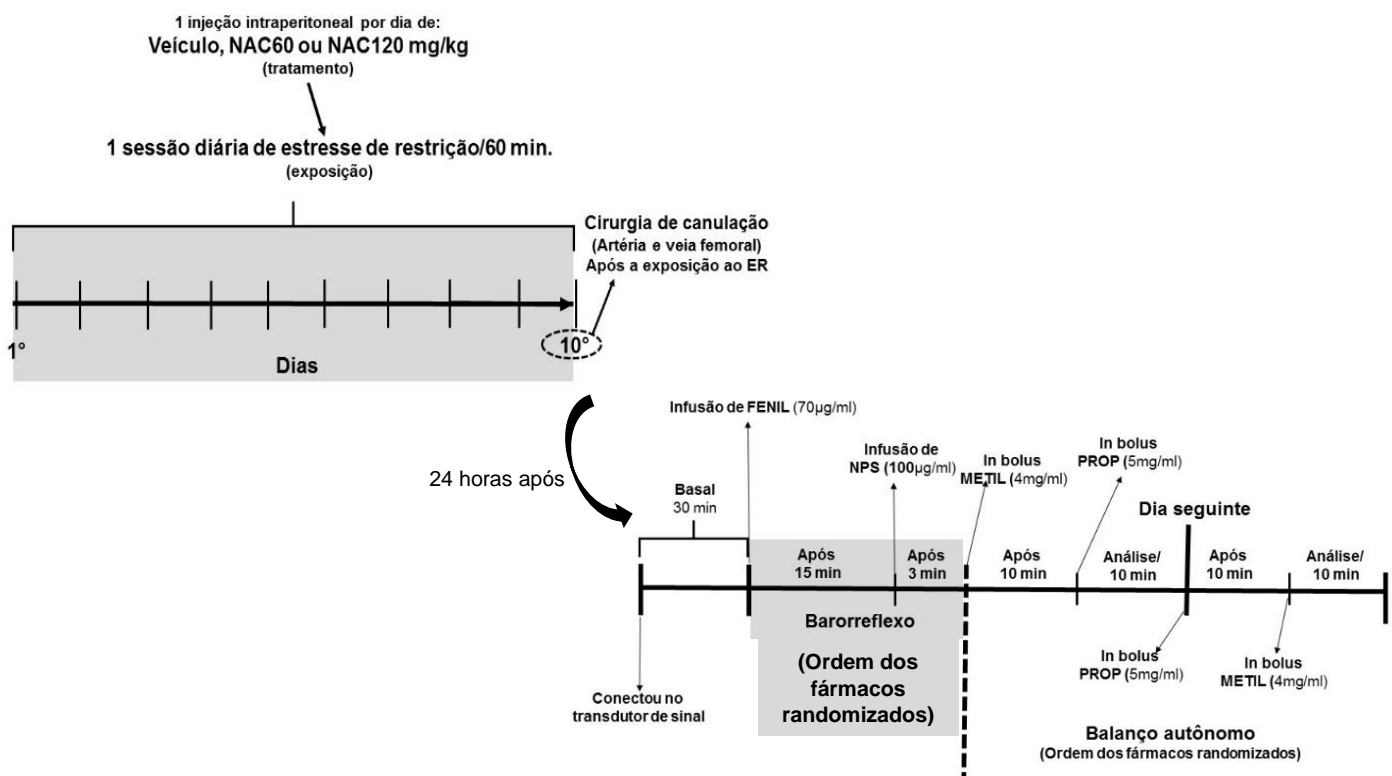 1 injeção intraperitoneal por dia de:
Veículo, NAC60 ou NAC120 mg/kg
(tratamento)
1 sessão diária de estresse de restrição/60 min.
(exposição)
Cirurgia de canulação
(Artéria e veia femoral)
Após a exposição ao ER
1°
10°
Dias
24 horas após
Infusão de FENIL (70µg/ml)
Basal
30 min
Infusão de
NPS (100µg/ml)
In bolus
METIL (4mg/ml)
In bolus
PROP (5mg/ml)
Dia seguinte
Após
15 min
Após
3 min
Após
10 min
Análise/
10 min
Após
10 min
Análise/
10 min
Barorreflexo
(Ordem dos
fármacos
randomizados)
Conectou no
transdutor de sinal
In bolus
PROP (5mg/ml)
In bolus
METIL (4mg/ml)
Balanço autônomo
(Ordem dos fármacos randomizados)